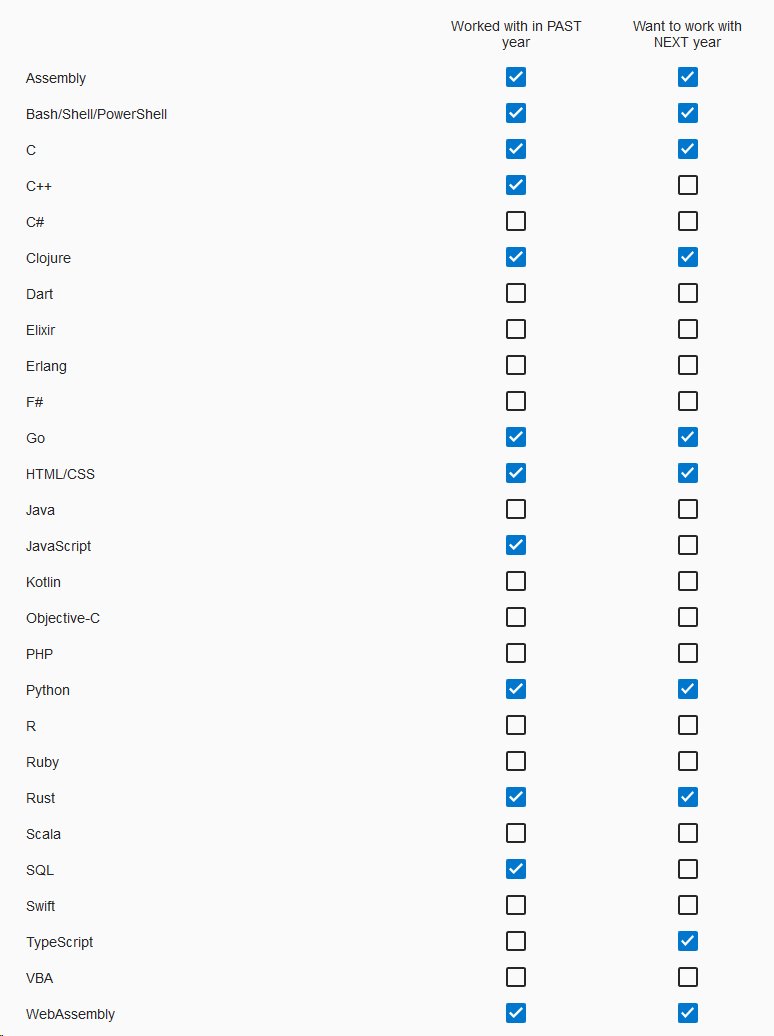 Worked with in PAST year
Want to work with NEXT year
Assembly
Bash/Shell/PowerShell
C
C++
C#
Clojure
Dart
Elixir
Erlang
F#
Go
HTML/CSS
Java
JavaScript
Kotlin
Objective-C
PHP
Python
R
Ruby
Rust
Scala
SQL
Swift
TypeScript
VBA
WebAssembly